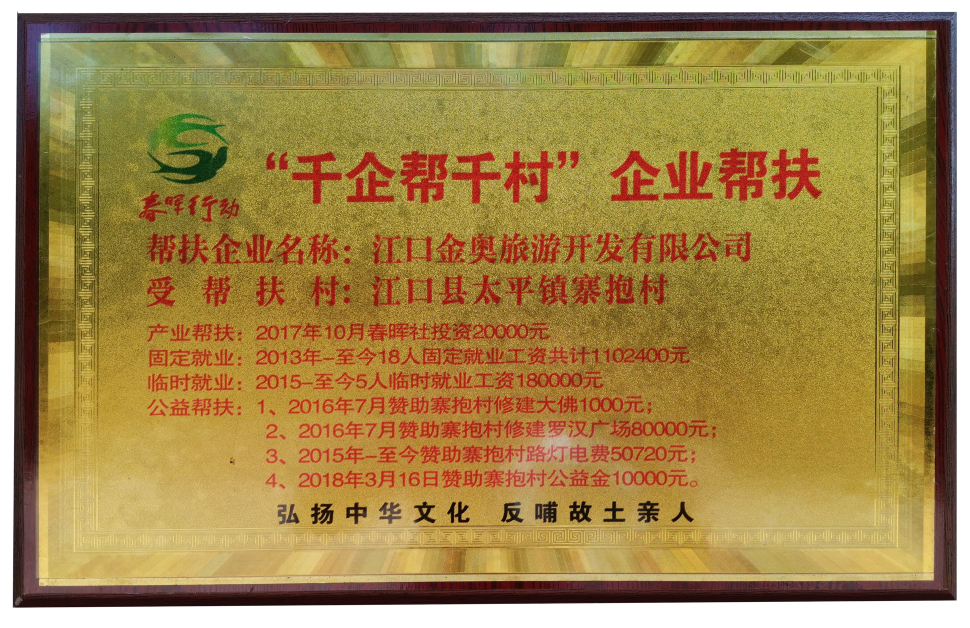 春晖行动
“千企帮千村”企业帮扶
帮扶企业名称：江口金奥旅游开发有限公司
受帮扶村：江口县太平镇寨抱村
产业帮扶：2017年10月春晖社投资20000元
固定就业：2013年-至今18人固定就业工资共计1102400元
临时就业：2015-至今5人临时就业工资180000元
公益帮扶：1、2016年7月赞助寨抱村修建大佛1000元；
2、2016年7月赞助寨抱村修建罗汉广场80000元；
3、2015年-至今赞助寨抱村路灯电费50720元；
4、2018年3月16日赞助寨抱村公益金10000元。
弘扬中华文化 反哺故土亲人